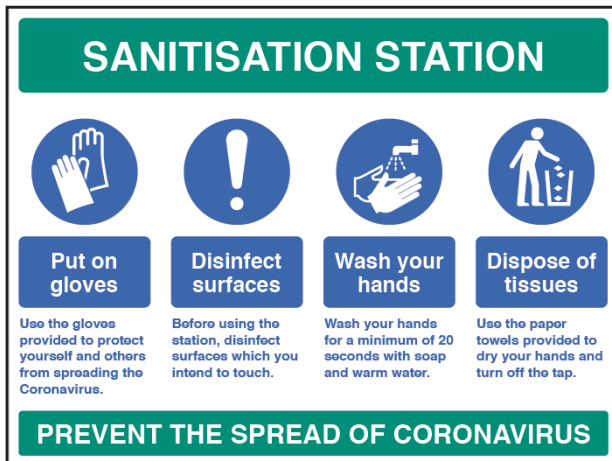 SANITISATION STATION
Put on
gloves
Use the gloves
provided to protect
yourself and others
from spreading the
Coronavirus.
Disinfect
surfaces
Before using the
station, disinfect
surfaces which you
intend to touch.
Wash your
hands
Wash your hands
for a minimum of 20
seconds with soap
and warm water.
Dispose of
tissues
Use the paper
towels provided to
dry your hands and
turn off the tap.
PREVENT THE SPREAD OF CORONAVIRUS